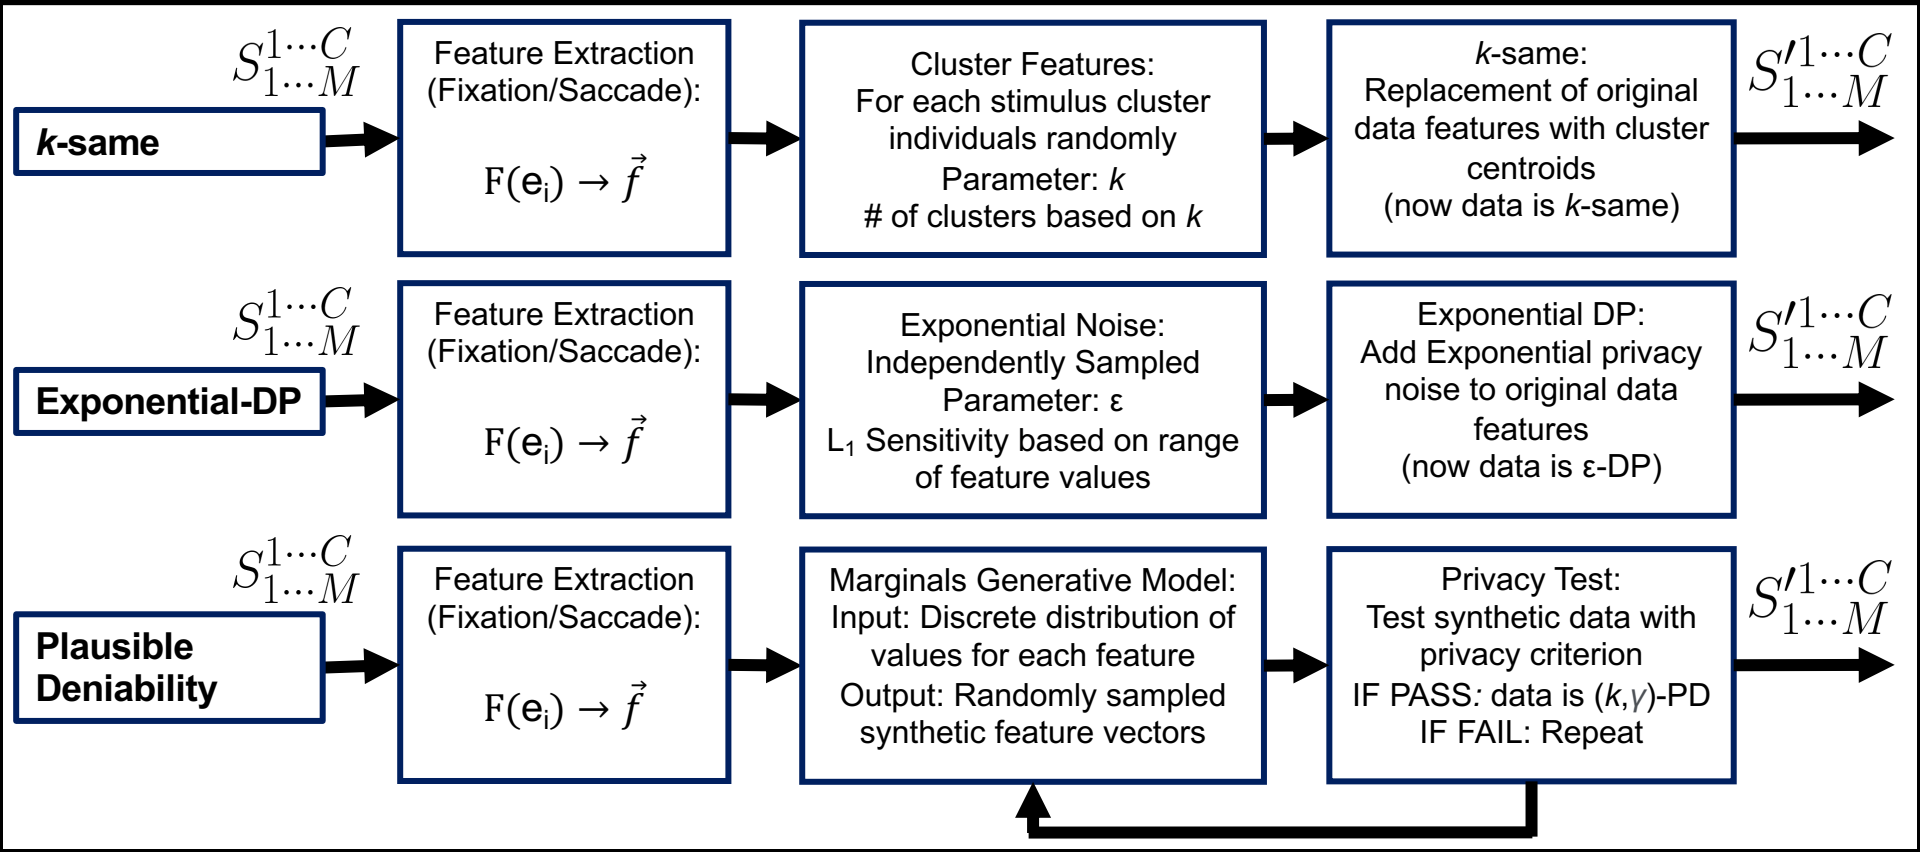 k-same
S_{1⋯M}^{1⋯C}
Feature Extraction
(Fixation/Saccade):
F(e_i) → \vec{f}
Cluster Features:
For each stimulus cluster
individuals randomly
Parameter: k
# of clusters based on k
k-same:
Replacement of original
data features with cluster
centroids
(now data is k-same)
S'_{1⋯M}^{1⋯C}
Exponential-DP
S_{1⋯M}^{1⋯C}
Feature Extraction
(Fixation/Saccade):
F(e_i) → \vec{f}
Exponential Noise:
Independently Sampled
Parameter: ε
L₁ Sensitivity based on range
of feature values
Exponential DP:
Add Exponential privacy
noise to original data
features
(now data is ε-DP)
S'_{1⋯M}^{1⋯C}
Plausible
Deniability
S_{1⋯M}^{1⋯C}
Feature Extraction
(Fixation/Saccade):
F(e_i) → \vec{f}
Marginals Generative Model:
Input: Discrete distribution of
values for each feature
Output: Randomly sampled
synthetic feature vectors
Privacy Test:
Test synthetic data with
privacy criterion
IF PASS: data is (k,γ)-PD
IF FAIL: Repeat
S'_{1⋯M}^{1⋯C}